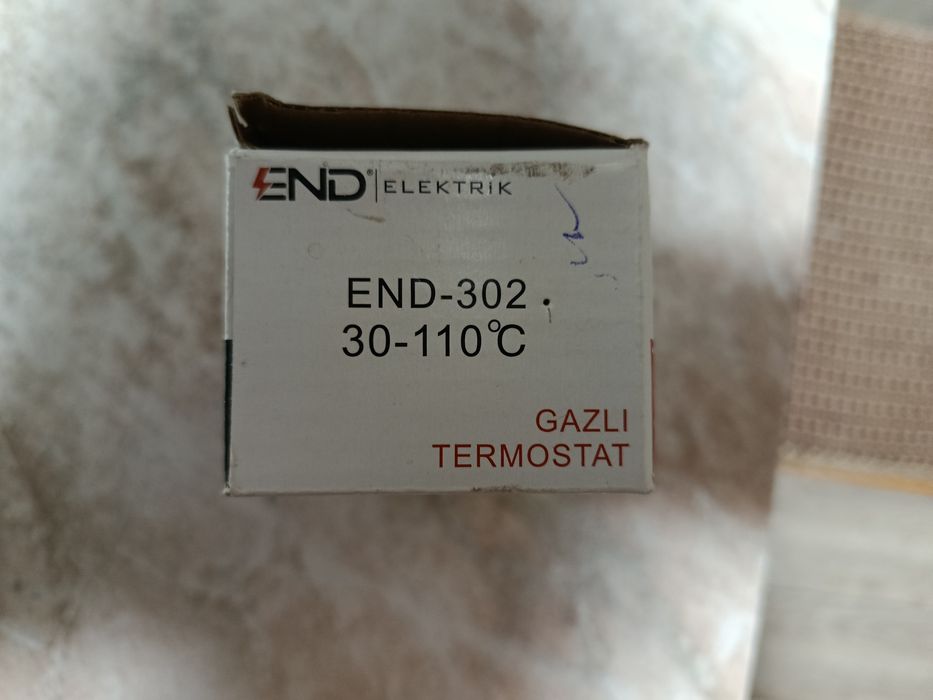 END® ELEKTRİK
END-302
30-110°C
GAZLI
TERMOSTAT